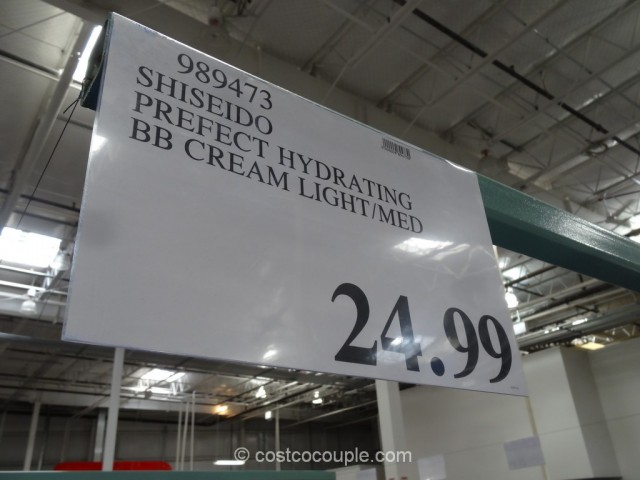 989473
SHISEIDO
PREFECT HYDRATING
BB CREAM LIGHT/MED
24.99
© costcocouple.com